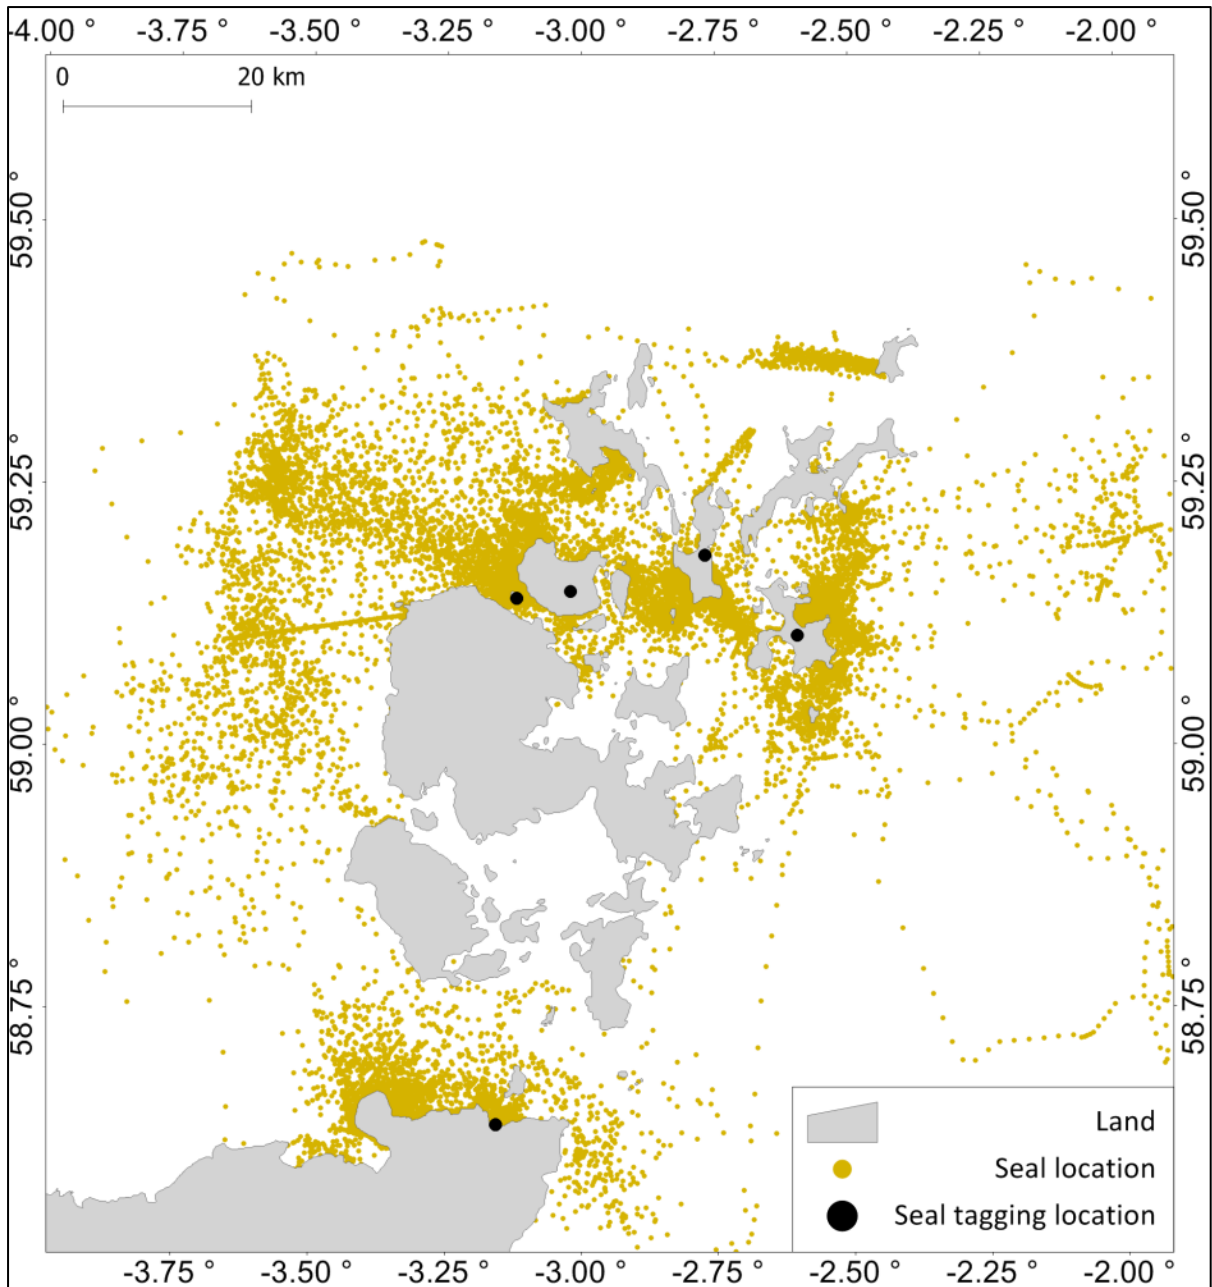 -4.00 ° -3.75 ° -3.50 ° -3.25 ° -3.00 ° -2.75 ° -2.50 ° -2.25 ° -2.00 °
0 20 km
59.50 ° 59.50 °
59.25 ° 59.25 °
59.00 ° 59.00 °
58.75 ° 58.75 °
Land
Seal location
Seal tagging location
-3.75 ° -3.50 ° -3.25 ° -3.00 ° -2.75 ° -2.50 ° -2.25 ° -2.00 °